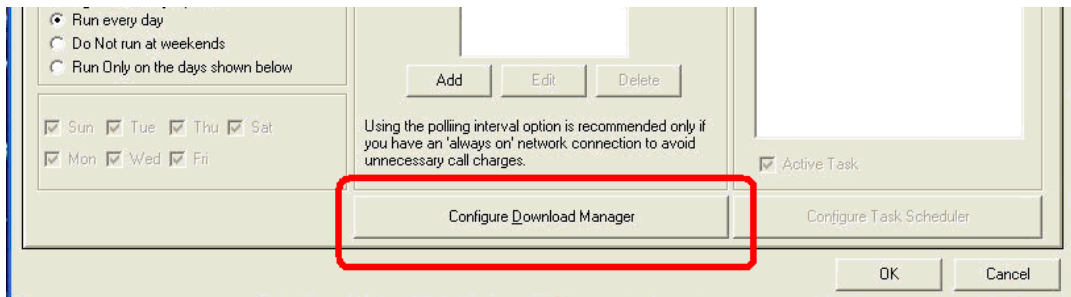 Run every day
Do Not run at weekends
Run Only on the days shown below
Sun Tue Thu Sat
Mon Wed Fri
Add Edit Delete
Using the polling interval option is recommended only if
you have an 'always on' network connection to avoid
unnecessary call charges.
Active Task
Configure Download Manager
Configure Task Scheduler
OK Cancel